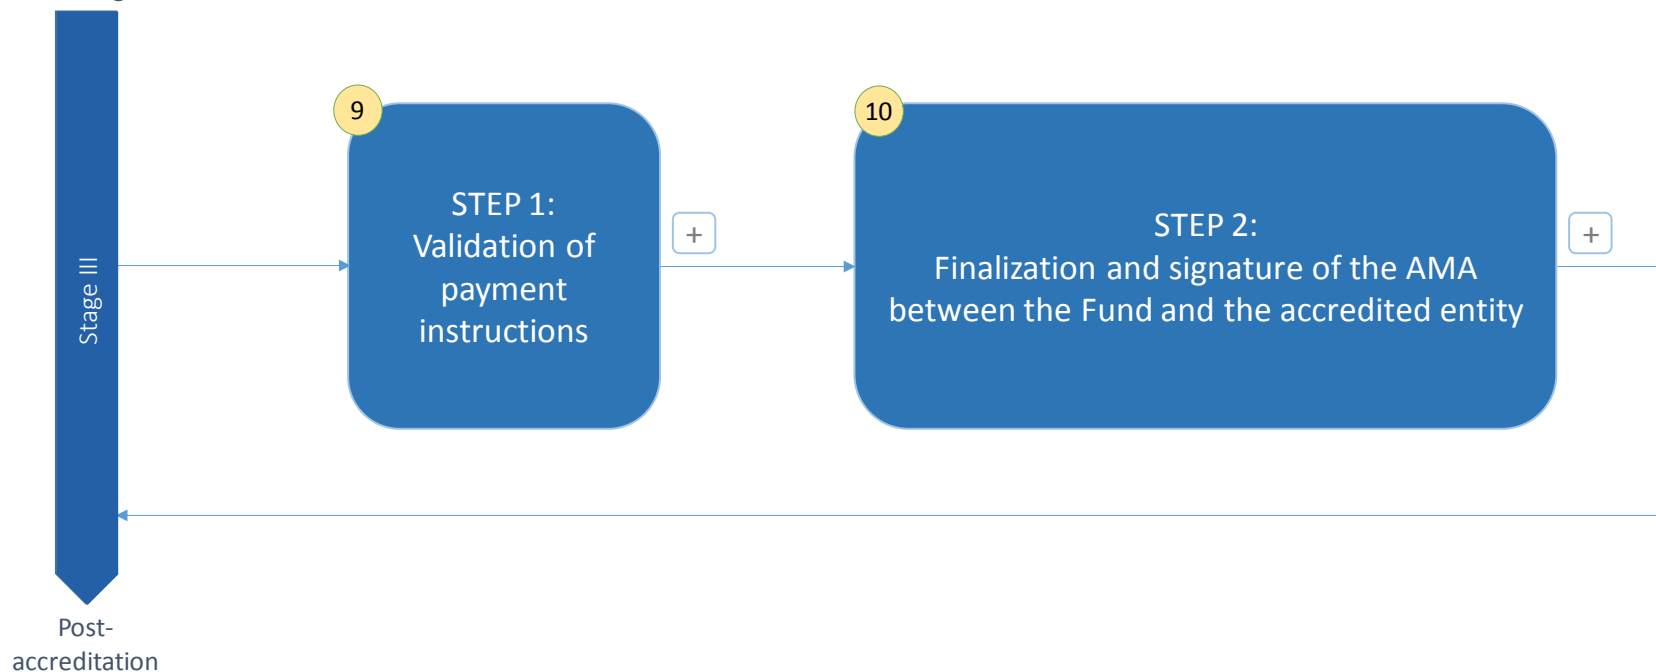 9
STEP 1:
Validation of
payment
instructions
+
10
STEP 2:
Finalization and signature of the AMA
between the Fund and the accredited entity
+
Stage III
Post-
accreditation